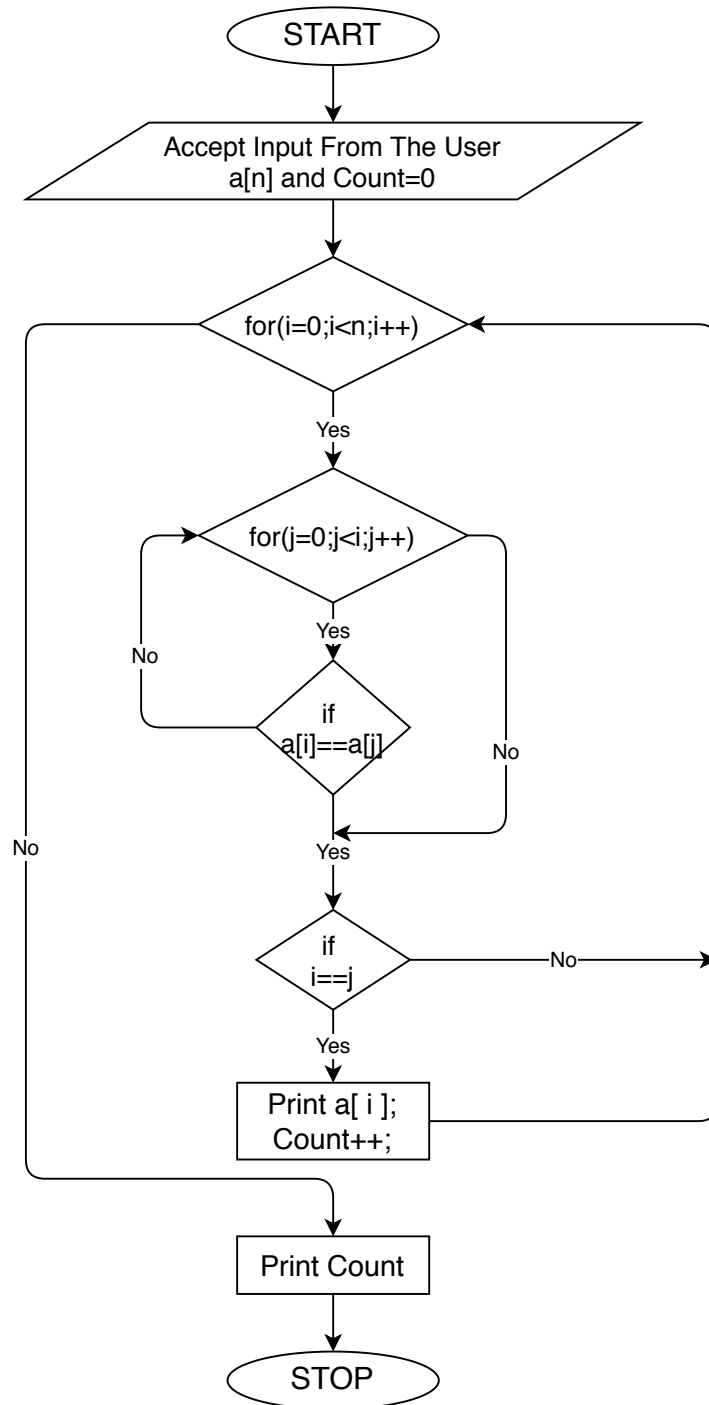 START
Accept Input From The User
a[n] and Count=0
for(i=0;i<n;i++)
Yes
for(j=0;j<i;j++)
Yes
No
if
a[i]==a[j]
No
No
Yes
if
i==j
No
Yes
Print a[ i ];
Count++;
Print Count
STOP